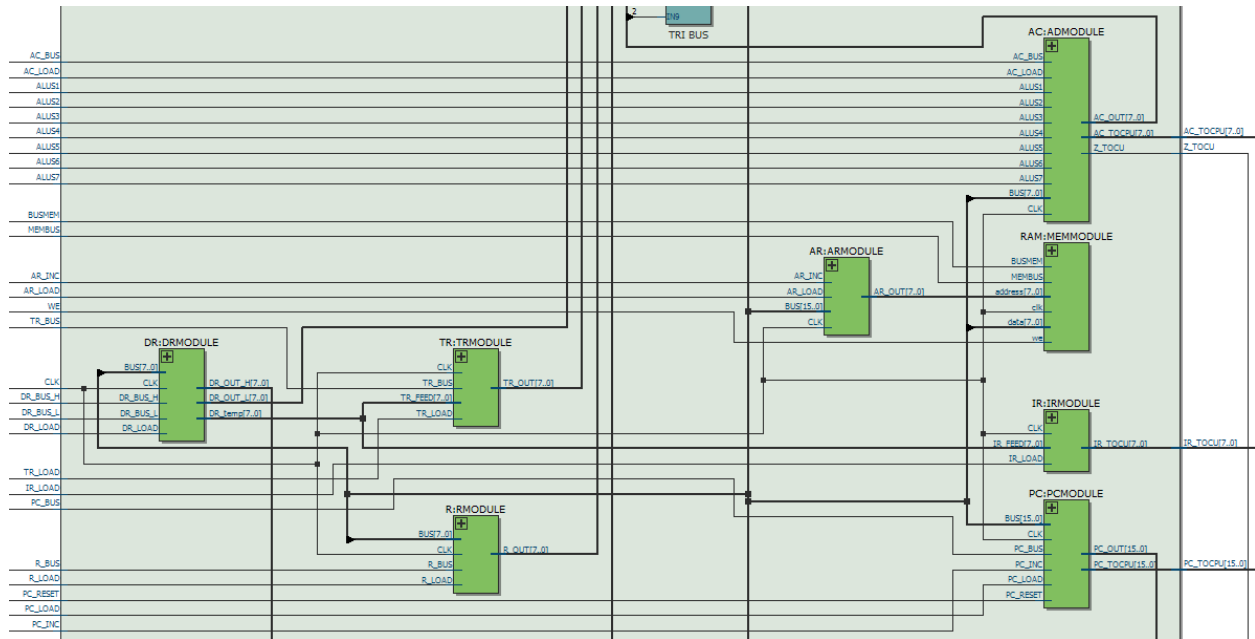 2
IN9
TRI BUS
AC:ADMODULE
AC_BUS
AC_LOAD
ALUS1
ALUS2
ALUS3
ALUS4
ALUS5
ALUS6
ALUS7
AC_BUS
AC_LOAD
ALUS1
ALUS2
ALUS3
ALUS4
ALUS5
ALUS6
ALUS7
BUS[7..0]
CLK
AC_OUT[7..0]
AC_TOCPU[7..0]
Z_TOCU
AC_TOCPU[7..0]
Z_TOCU
BUSMEM
MEMBUS
RAM:MEMMODULE
BUSMEM
MEMBUS
address[7..0]
clk
data[7..0]
we
AR:ARMODULE
AR_INC
AR_LOAD
BUS[15..0]
CLK
AR_OUT[7..0]
AR_INC
AR_LOAD
WE
TR_BUS
DR:DRMODULE
BUS[7..0]
CLK
DR_BUS_H
DR_BUS_L
DR_LOAD
DR_OUT_H[7..0]
DR_OUT_L[7..0]
DR_temp[7..0]
TR:TRMODULE
CLK
TR_BUS
TR_FEED[7..0]
TR_LOAD
TR_OUT[7..0]
CLK
DR_BUS_H
DR_BUS_L
DR_LOAD
IR:IRMODULE
CLK
IR_FEED[7..0]
IR_LOAD
IR_TOCU[7..0]
IR_TOCU[7..0]
TR_LOAD
IR_LOAD
PC_BUS
R:RMODULE
BUS[7..0]
CLK
R_BUS
R_LOAD
R_OUT[7..0]
PC:PCMODULE
BUS[15..0]
CLK
PC_BUS
PC_INC
PC_LOAD
PC_RESET
PC_OUT[15..0]
PC_TOCPU[15..0]
PC_TOCPU[15..0]
R_BUS
R_LOAD
PC_RESET
PC_LOAD
PC_INC